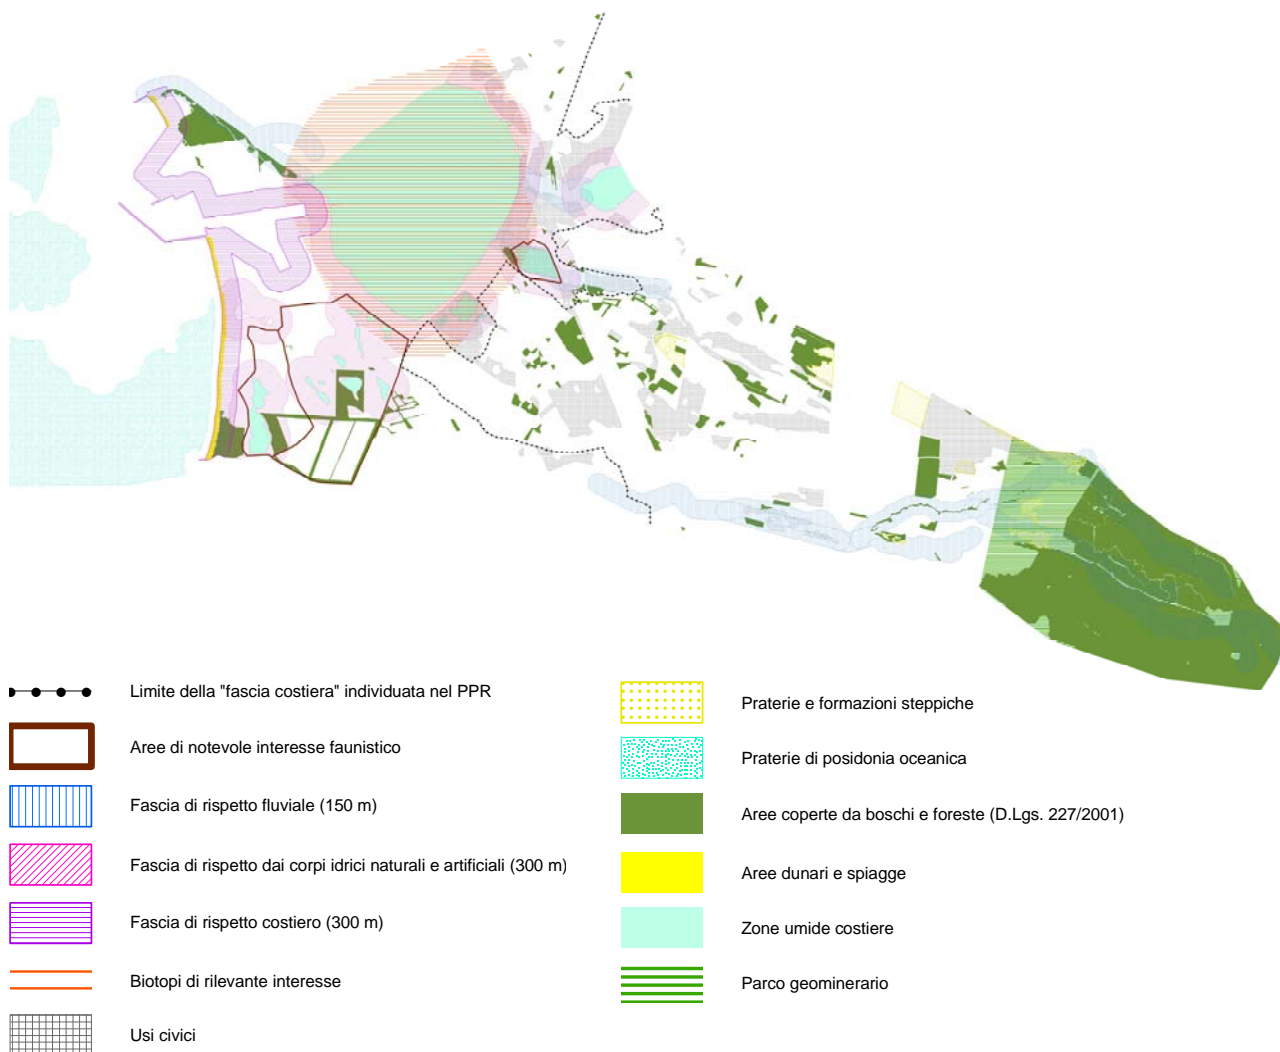 Limite della "fascia costiera" individuata nel PPR
Aree di notevole interesse faunistico
Fascia di rispetto fluviale (150 m)
Fascia di rispetto dai corpi idrici naturali e artificiali (300 m)
Fascia di rispetto costiero (300 m)
Biotopi di rilevante interesse
Usi civici
Praterie e formazioni steppiche
Praterie di posidonia oceanica
Aree coperte da boschi e foreste (D.Lgs. 227/2001)
Aree dunari e spiagge
Zone umide costiere
Parco geominerario